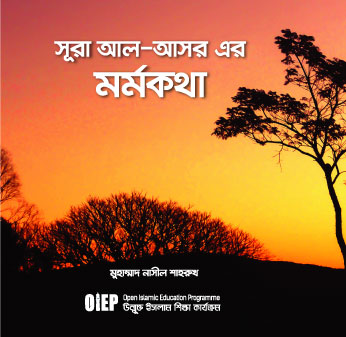 সূরা আল-আসর এর
মর্মকথা
মুহাম্মাদ নাসীল শাহরুখ
OIEP
Open Islamic Education Programme
উন্মুক্ত ইসলাম শিক্ষা কার্যক্রম